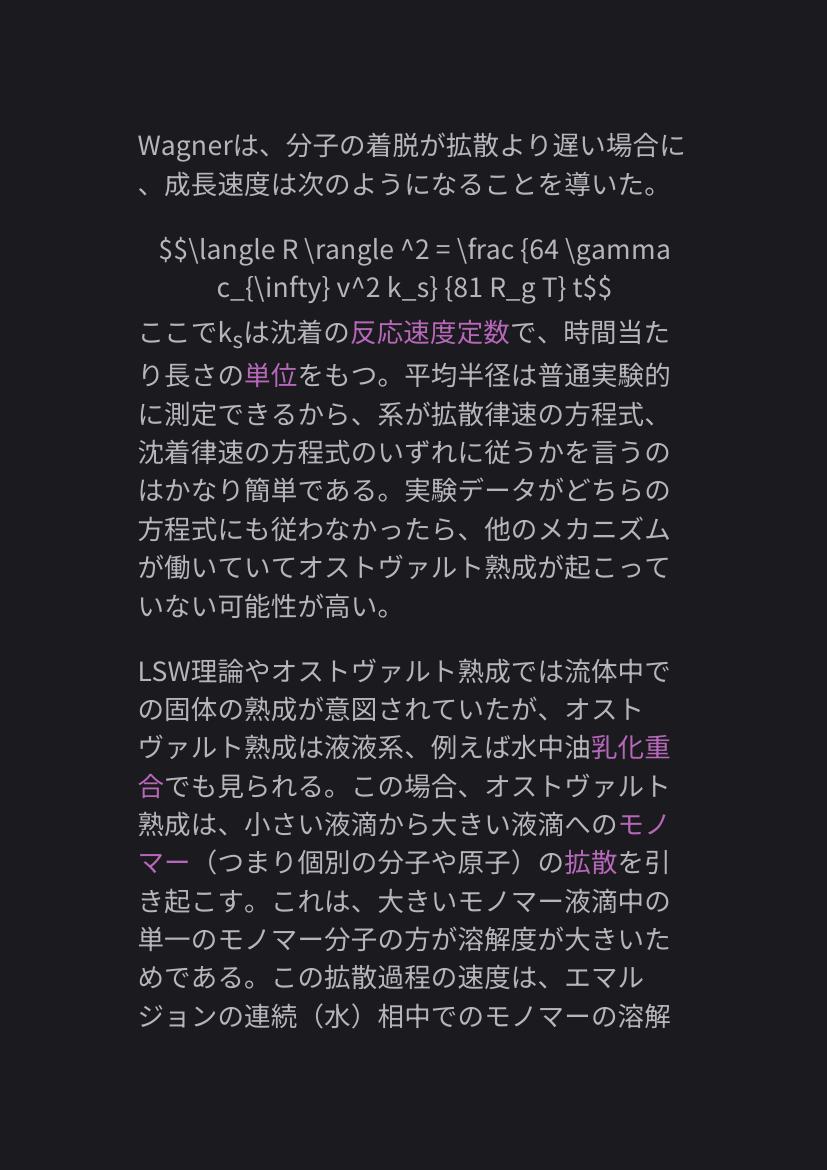 Wagnerは、分子の着脱が拡散より遅い場合に
、成長速度は次のようになることを導いた。
$$\langle R \rangle ^2 = \frac {64 \gamma
c_{\infty} v^2 k_s} {81 R_g T} t$$
ここでksは沈着の反応速度定数で、時間当た
り長さの単位をもつ。平均半径は普通実験的
に測定できるから、系が拡散律速の方程式、
沈着律速の方程式のいずれに従うかを言うの
はかなり簡単である。実験データがどちらの
方程式にも従わなかったら、他のメカニズム
が働いていてオストヴァルト熟成が起こって
いない可能性が高い。
LSW理論やオストヴァルト熟成では流体中で
の固体の熟成が意図されていたが、オスト
ヴァルト熟成は液液系、例えば水中油乳化重
合でも見られる。この場合、オストヴァルト
熟成は、小さい液滴から大きい液滴へのモノ
マー（つまり個別の分子や原子）の拡散を引
き起こす。これは、大きいモノマー液滴中の
単一のモノマー分子の方が溶解度が大きいた
めである。この拡散過程の速度は、エマル
ジョンの連続（水）相中でのモノマーの溶解